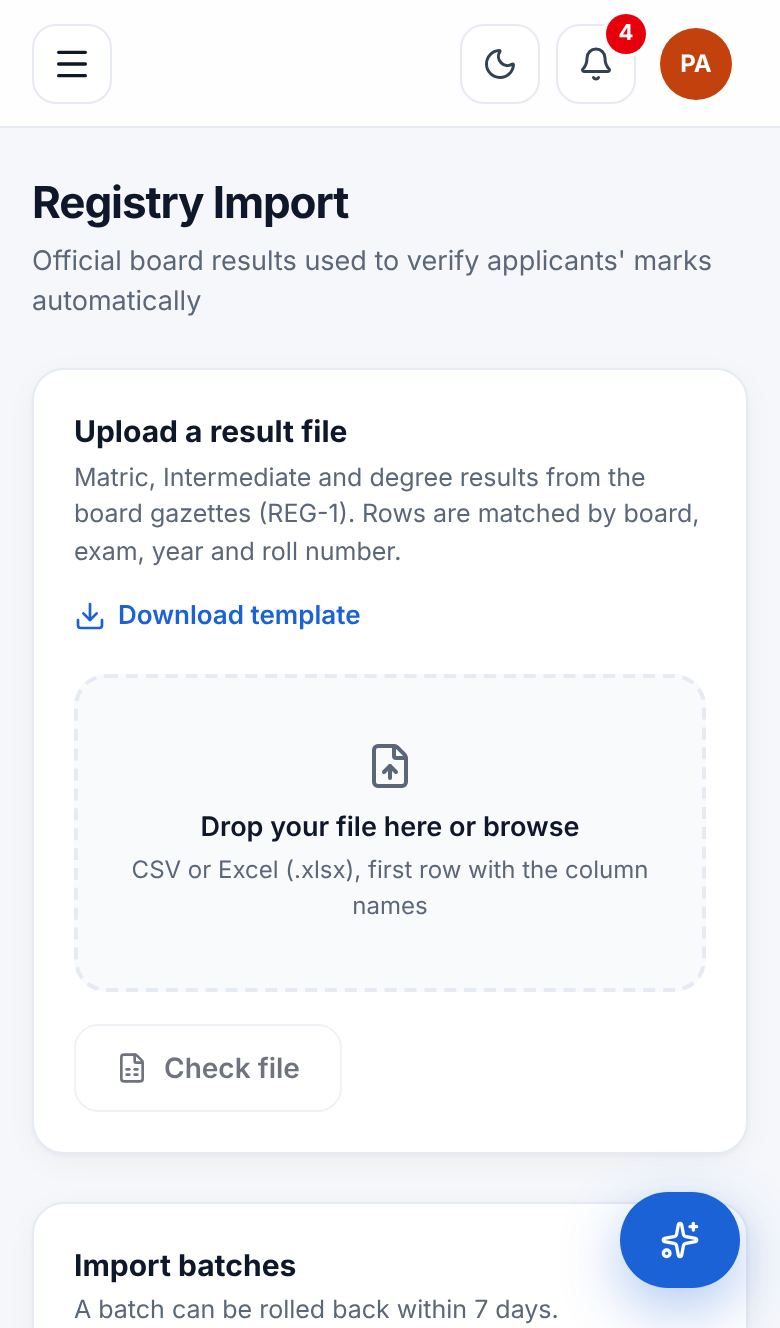 4
PA
Registry Import
Official board results used to verify applicants' marks
automatically
Upload a result file
Matric, Intermediate and degree results from the
board gazettes (REG-1). Rows are matched by board,
exam, year and roll number.
Download template
Drop your file here or browse
CSV or Excel (.xlsx), first row with the column
names
Check file
Import batches
A batch can be rolled back within 7 days.